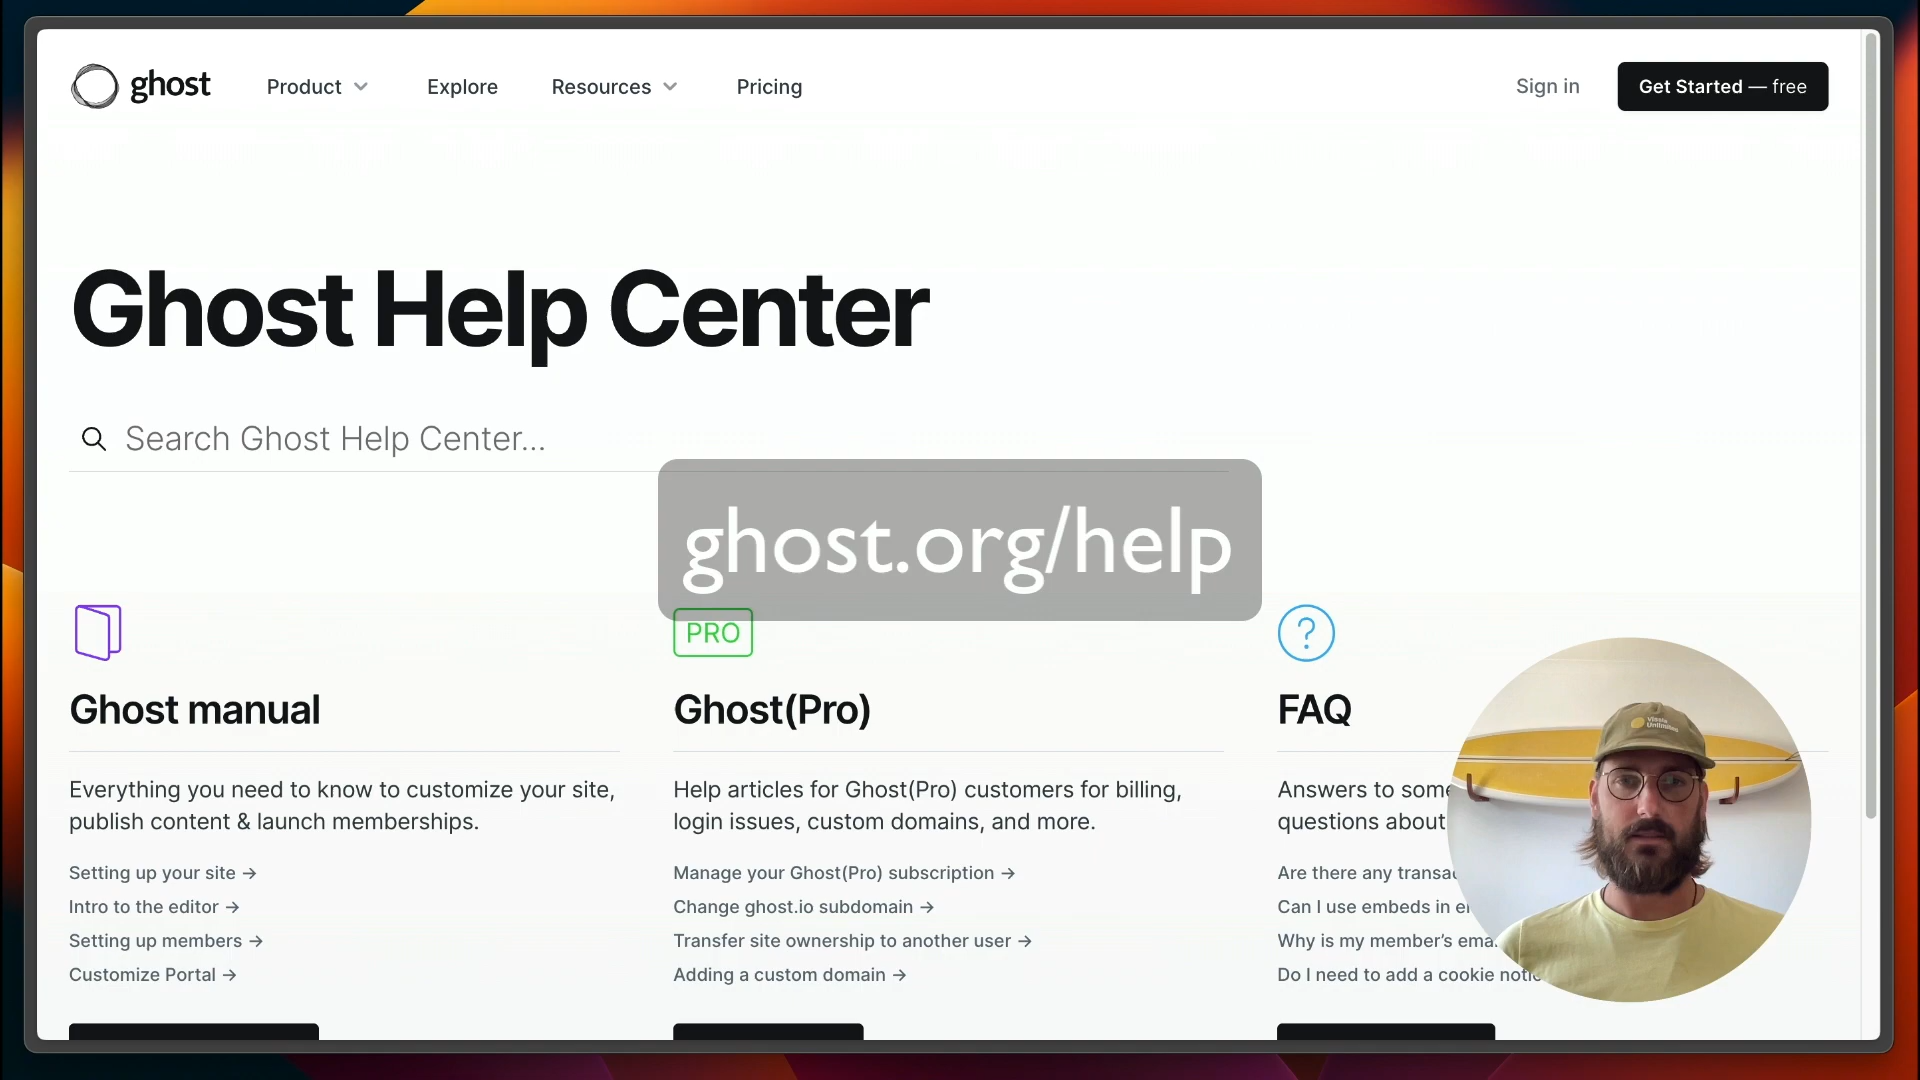 ghost
Product
Explore
Resources
Pricing
Sign in
Get Started — free
Ghost Help Center
Search Ghost Help Center...
ghost.org/help
PRO
?
Ghost manual
Everything you need to know to customize your site,
publish content & launch memberships.
Setting up your site →
Intro to the editor →
Setting up members →
Customize Portal →
Ghost(Pro)
Help articles for Ghost(Pro) customers for billing,
login issues, custom domains, and more.
Manage your Ghost(Pro) subscription →
Change ghost.io subdomain →
Transfer site ownership to another user →
Adding a custom domain →
FAQ
Answers to some
questions about
Are there any
Can I use embeds in
Why is my member's
Do I need to add a cookie
Unlimited